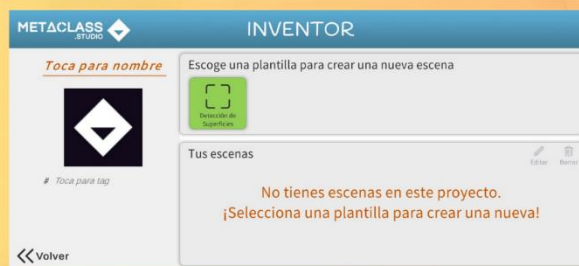 METACLASS
.STUDIO
INVENTOR
Toca para nombre
Escoge una plantilla para crear una nueva escena
Detección de
Superficies
# Toca para tag
Tus escenas
Editar
Borrar
No tienes escenas en este proyecto.
¡Selecciona una plantilla para crear una nueva!
Volver